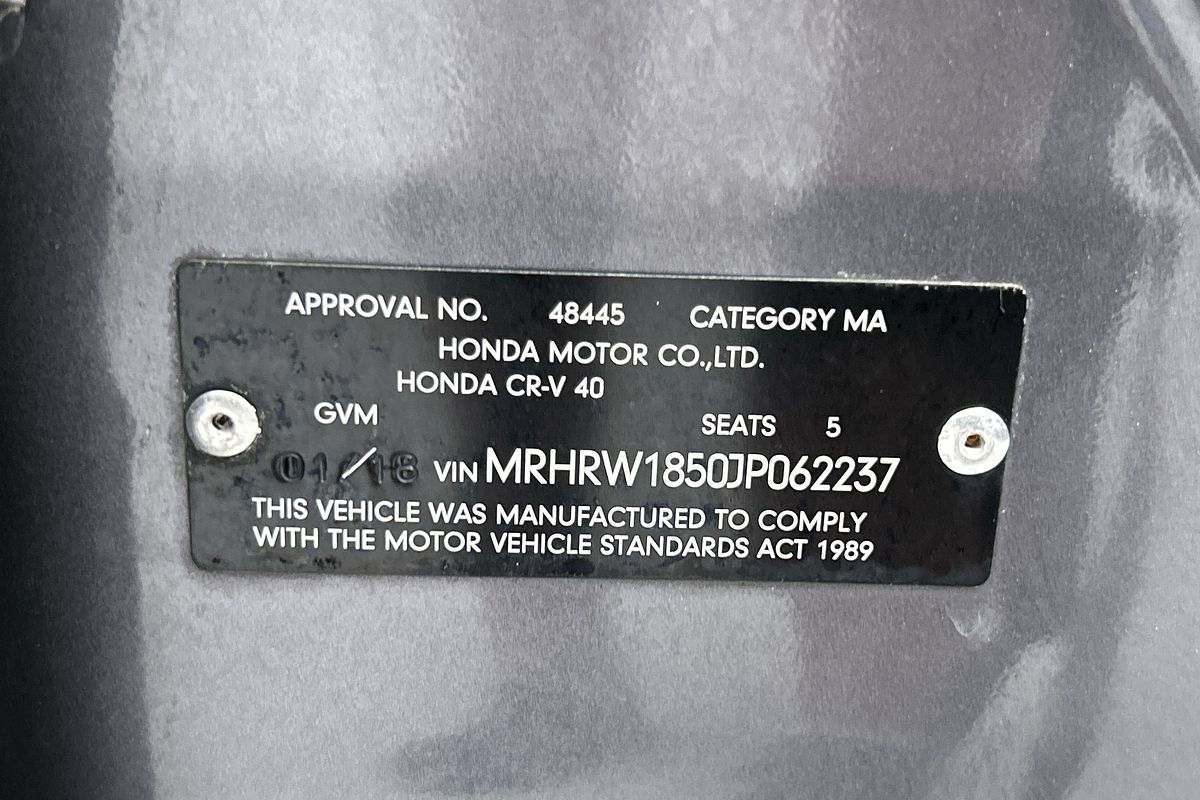 APPROVAL NO. 48445 CATEGORY MA
HONDA MOTOR CO.,LTD.
HONDA CR-V 40
GVM SEATS 5
01/18 VIN MRHRW1850JP062237
THIS VEHICLE WAS MANUFACTURED TO COMPLY
WITH THE MOTOR VEHICLE STANDARDS ACT 1989